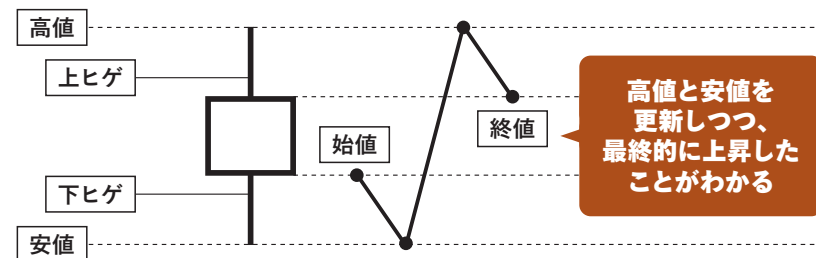 高値
上ヒゲ
下ヒゲ
安値
始値
終値
高値と安値を
更新しつつ、
最終的に上昇した
ことがわかる